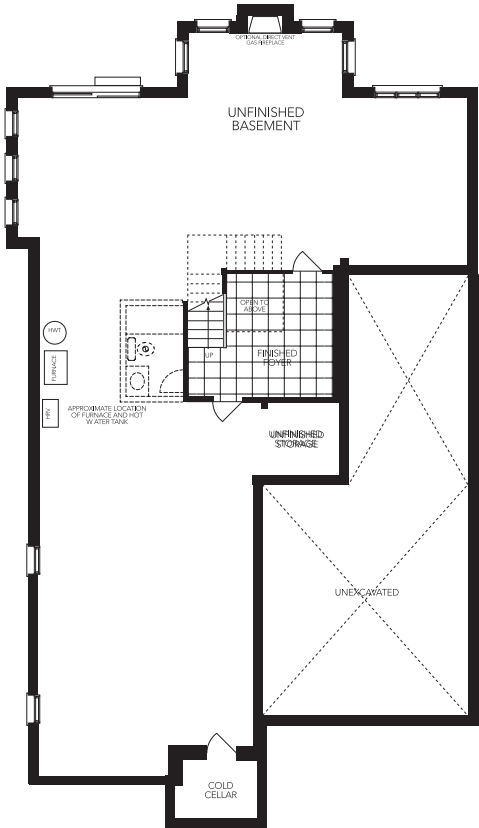 OPTIONAL DIRECT VENT
GAS FIREPLACE
UNFINISHED
BASEMENT
OPEN TO
ABOVE
HWT
UP
FINISHED
FOYER
FURNACE
HRV
APPROXIMATE LOCATION
OF FURNACE AND HOT
WATER TANK
UNFINISHED
STORAGE
UNEXCAVATED
COLD
CELLAR